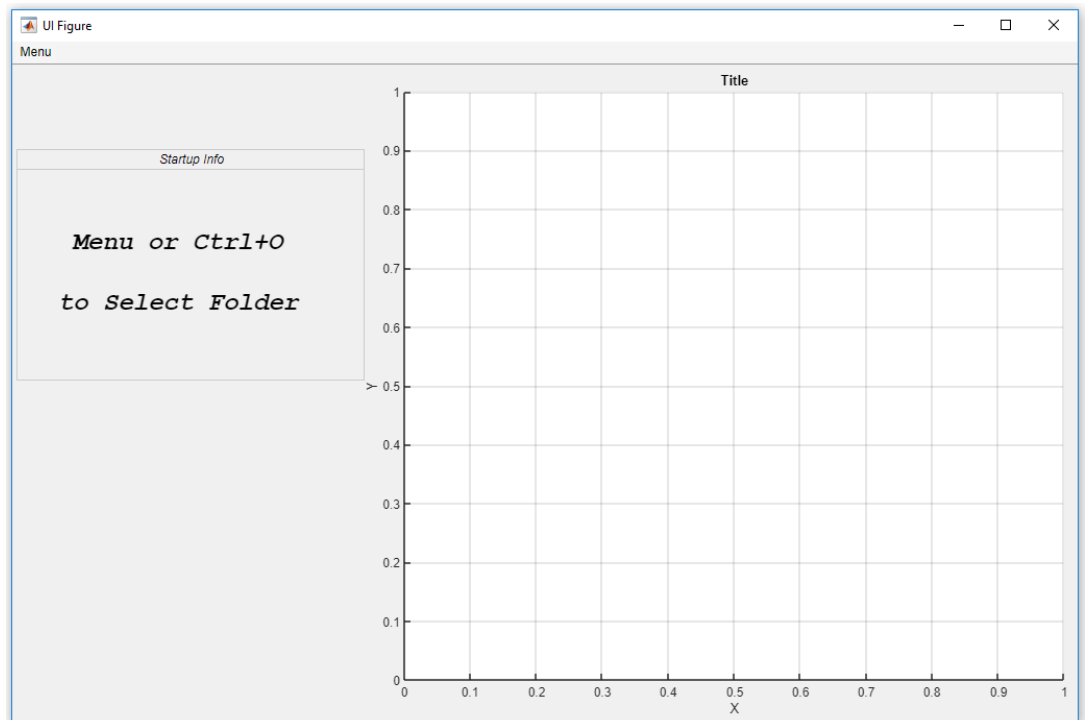 UI Figure
Menu
Title
Startup Info
Menu or Ctrl+O
to Select Folder
1
0.9
0.8
0.7
0.6
Y 0.5
0.4
0.3
0.2
0.1
0
0 0.1 0.2 0.3 0.4 0.5 0.6 0.7 0.8 0.9 1
X